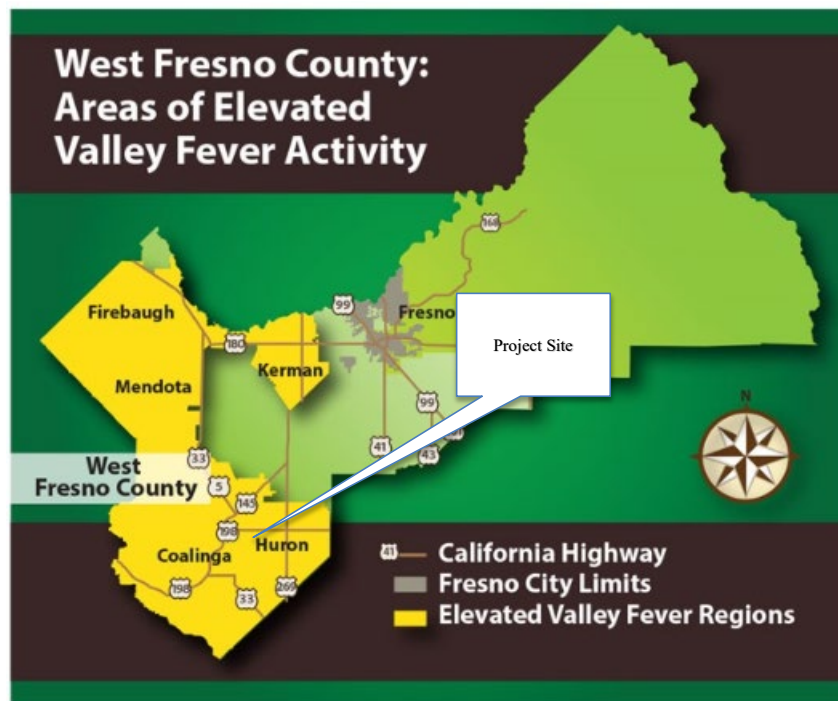 West Fresno County:
Areas of Elevated
Valley Fever Activity
168
99
Firebaugh
Fresno
Project Site
180
Kerman
Mendota
99
N
41
43
33
West
Fresno County
5
145
198
Huron
Coalinga
41 California Highway
Fresno City Limits
Elevated Valley Fever Regions
198
33
269